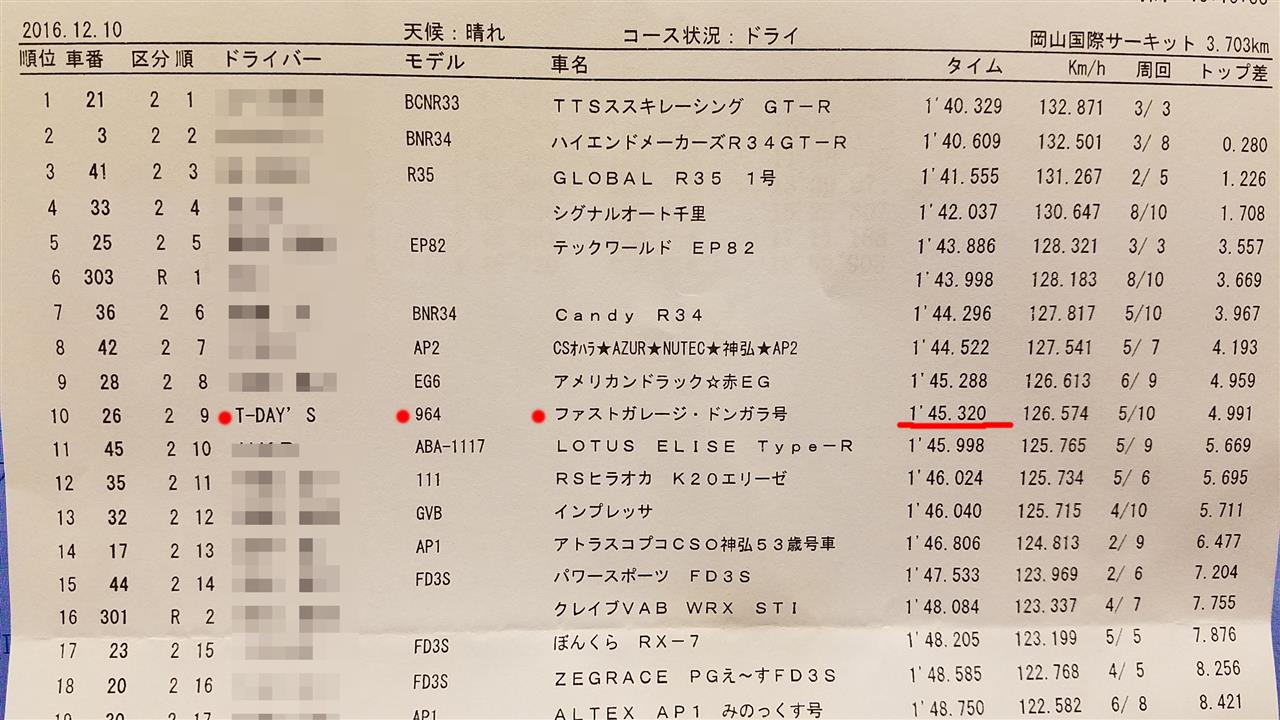 2016.12.10 天候：晴れ コース状況：ドライ 岡山国際サーキット 3.703km
順位 車番 区分 順 ドライバー モデル 車名 タイム Km/h 周回 トップ差
1 21 2 1 BCNR33 TTSススキレーシング GT－R 1'40.329 132.871 3/ 3
2 3 2 2 BNR34 ハイエンドメーカーズR34GT－R 1'40.609 132.501 3/ 8 0.280
3 41 2 3 R35 GLOBAL R35 1号 1'41.555 131.267 2/ 5 1.226
4 33 2 4 シグナルオート千里 1'42.037 130.647 8/10 1.708
5 25 2 5 EP82 テックワールド EP82 1'43.886 128.321 3/ 3 3.557
6 303 R 1 1'43.998 128.183 8/10 3.669
7 36 2 6 BNR34 Candy R34 1'44.296 127.817 5/10 3.967
8 42 2 7 AP2 CSｵﾊﾗ★AZUR★NUTEC★神弘★AP2 1'44.522 127.541 5/ 7 4.193
9 28 2 8 EG6 アメリカンドラック☆赤EG 1'45.288 126.613 6/ 9 4.959
10 26 2 9 T-DAY'S 964 ファストガレージ・ドンガラ号 1'45.320 126.574 5/10 4.991
11 45 2 10 ABA-1117 LOTUS ELISE Type－R 1'45.998 125.765 5/ 9 5.669
12 35 2 11 111 RSヒラオカ K20エリーゼ 1'46.024 125.734 5/ 6 5.695
13 32 2 12 GVB インプレッサ 1'46.040 125.715 4/10 5.711
14 17 2 13 AP1 アトラスコプコCSO神弘53歳号車 1'46.806 124.813 2/ 9 6.477
15 44 2 14 FD3S パワースポーツ FD3S 1'47.533 123.969 2/ 6 7.204
16 301 R 2 クレイブVAB WRX STI 1'48.084 123.337 4/ 7 7.755
17 23 2 15 FD3S ぼんくら RX－7 1'48.205 123.199 5/ 5 7.876
18 20 2 16 FD3S ZEGRACE PGえ～すFD3S 1'48.585 122.768 4/ 5 8.256
19 30 2 17 AP1 ALTEX AP1 みのっくす号 1'48.750 122.582 6/ 8 8.421